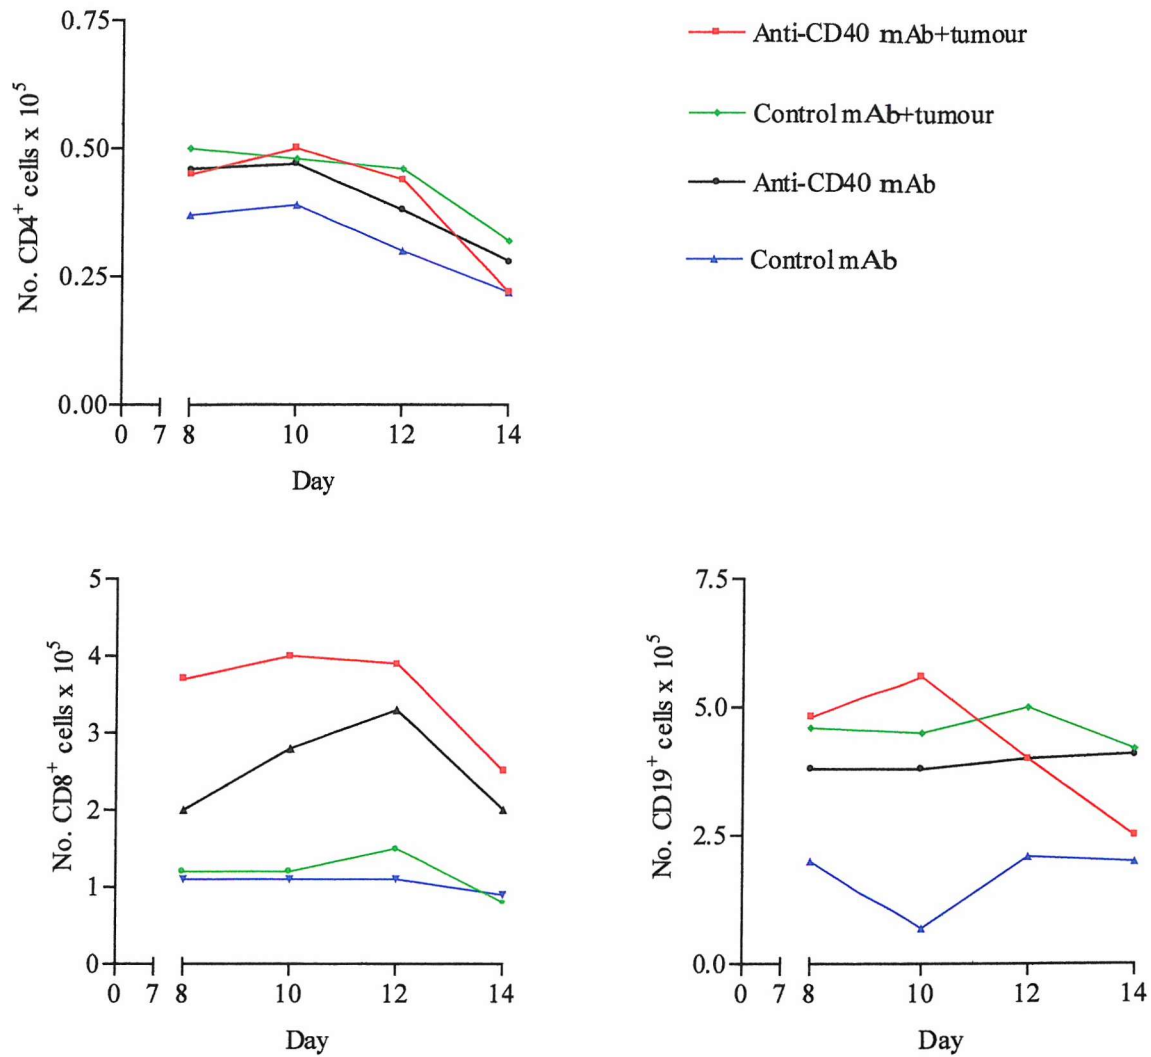 0.75
0.50
0.25
0.00
No. CD4+ cells x 10^5
0 7 8 10 12 14
Day
Anti-CD40 mAb+tumour
Control mAb+tumour
Anti-CD40 mAb
Control mAb
5
4
3
2
1
0
No. CD8+ cells x 10^5
0 7 8 10 12 14
Day
7.5
5.0
2.5
0.0
No. CD19+ cells x 10^5
0 7 8 10 12 14
Day